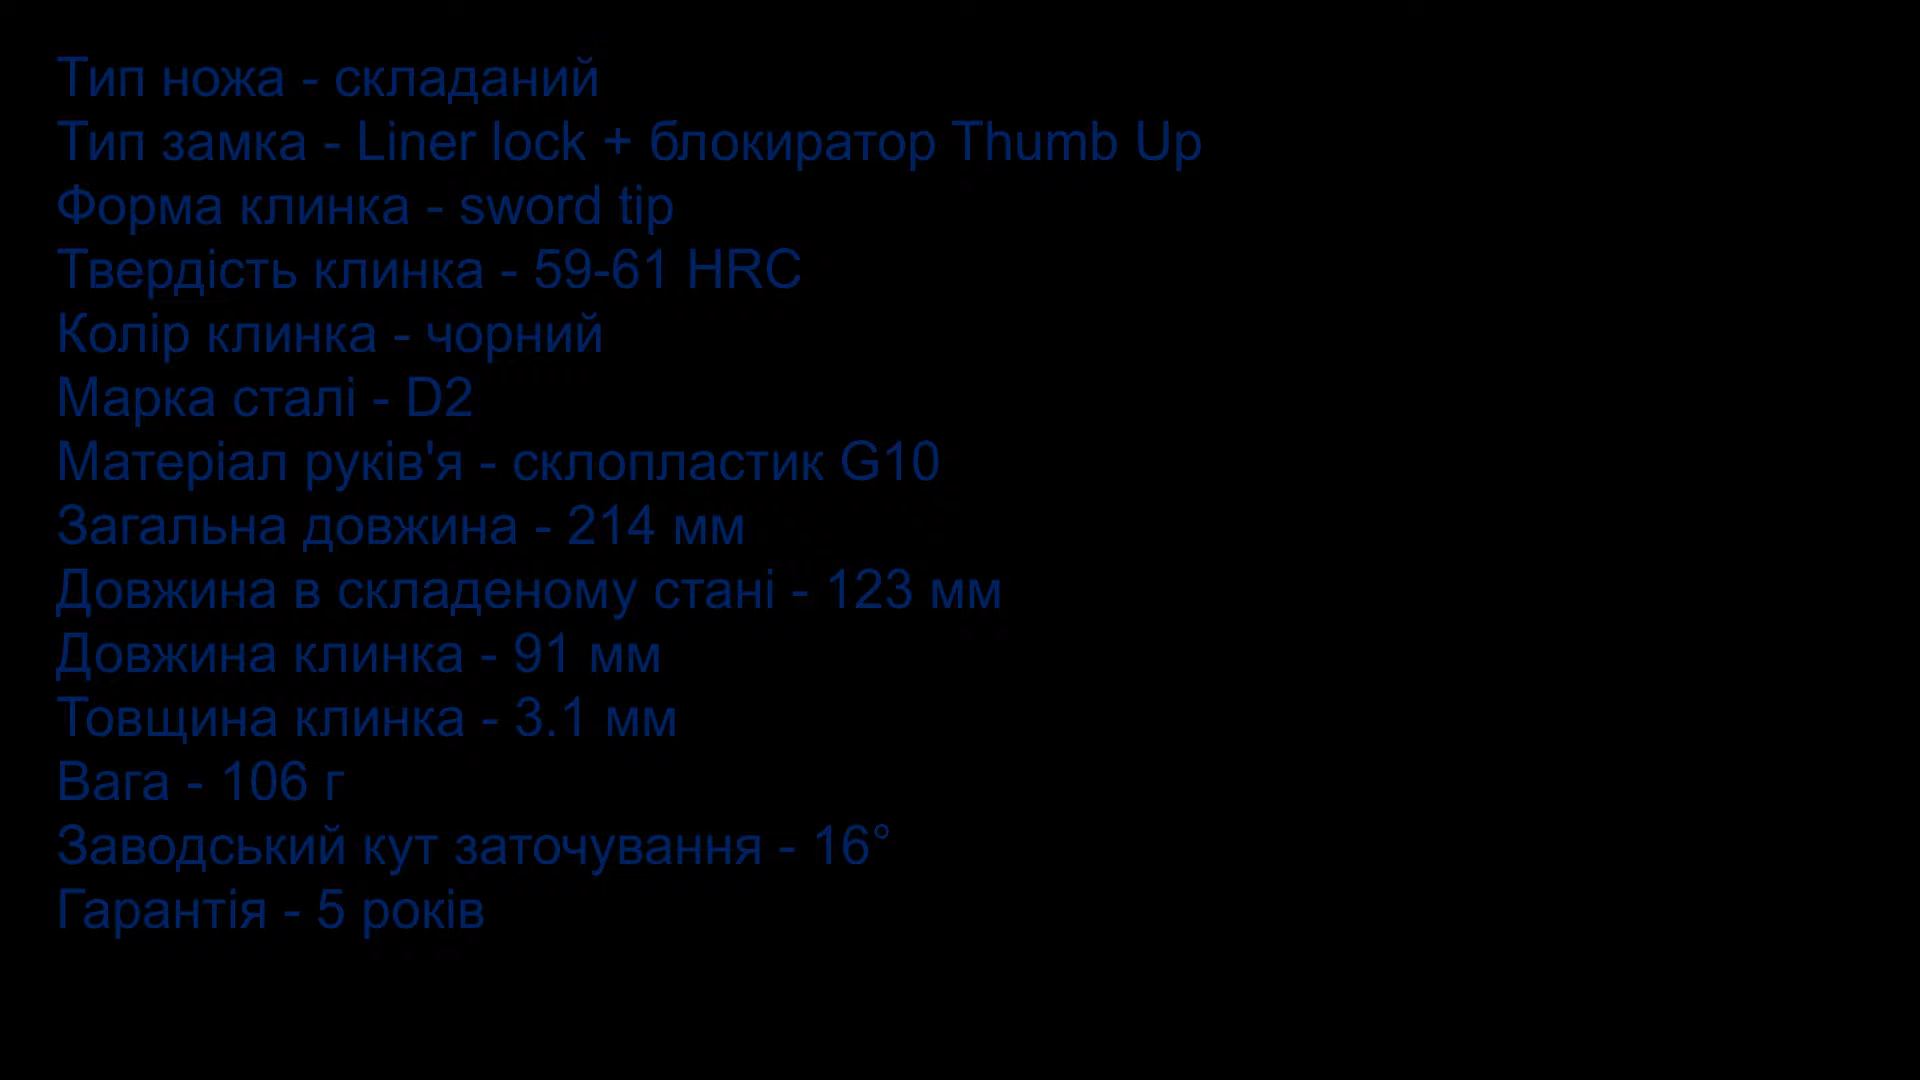 Тип ножа - складаний
Тип замка - Liner lock + блокиратор Thumb Up
Форма клинка - sword tip
Твердість клинка - 59-61 HRC
Колір клинка - чорний
Марка сталі - D2
Матеріал руків'я - склопластик G10
Загальна довжина - 214 мм
Довжина в складеному стані - 123 мм
Довжина клинка - 91 мм
Товщина клинка - 3.1 мм
Вага - 106 г
Заводський кут заточування - 16°
Гарантія - 5 років